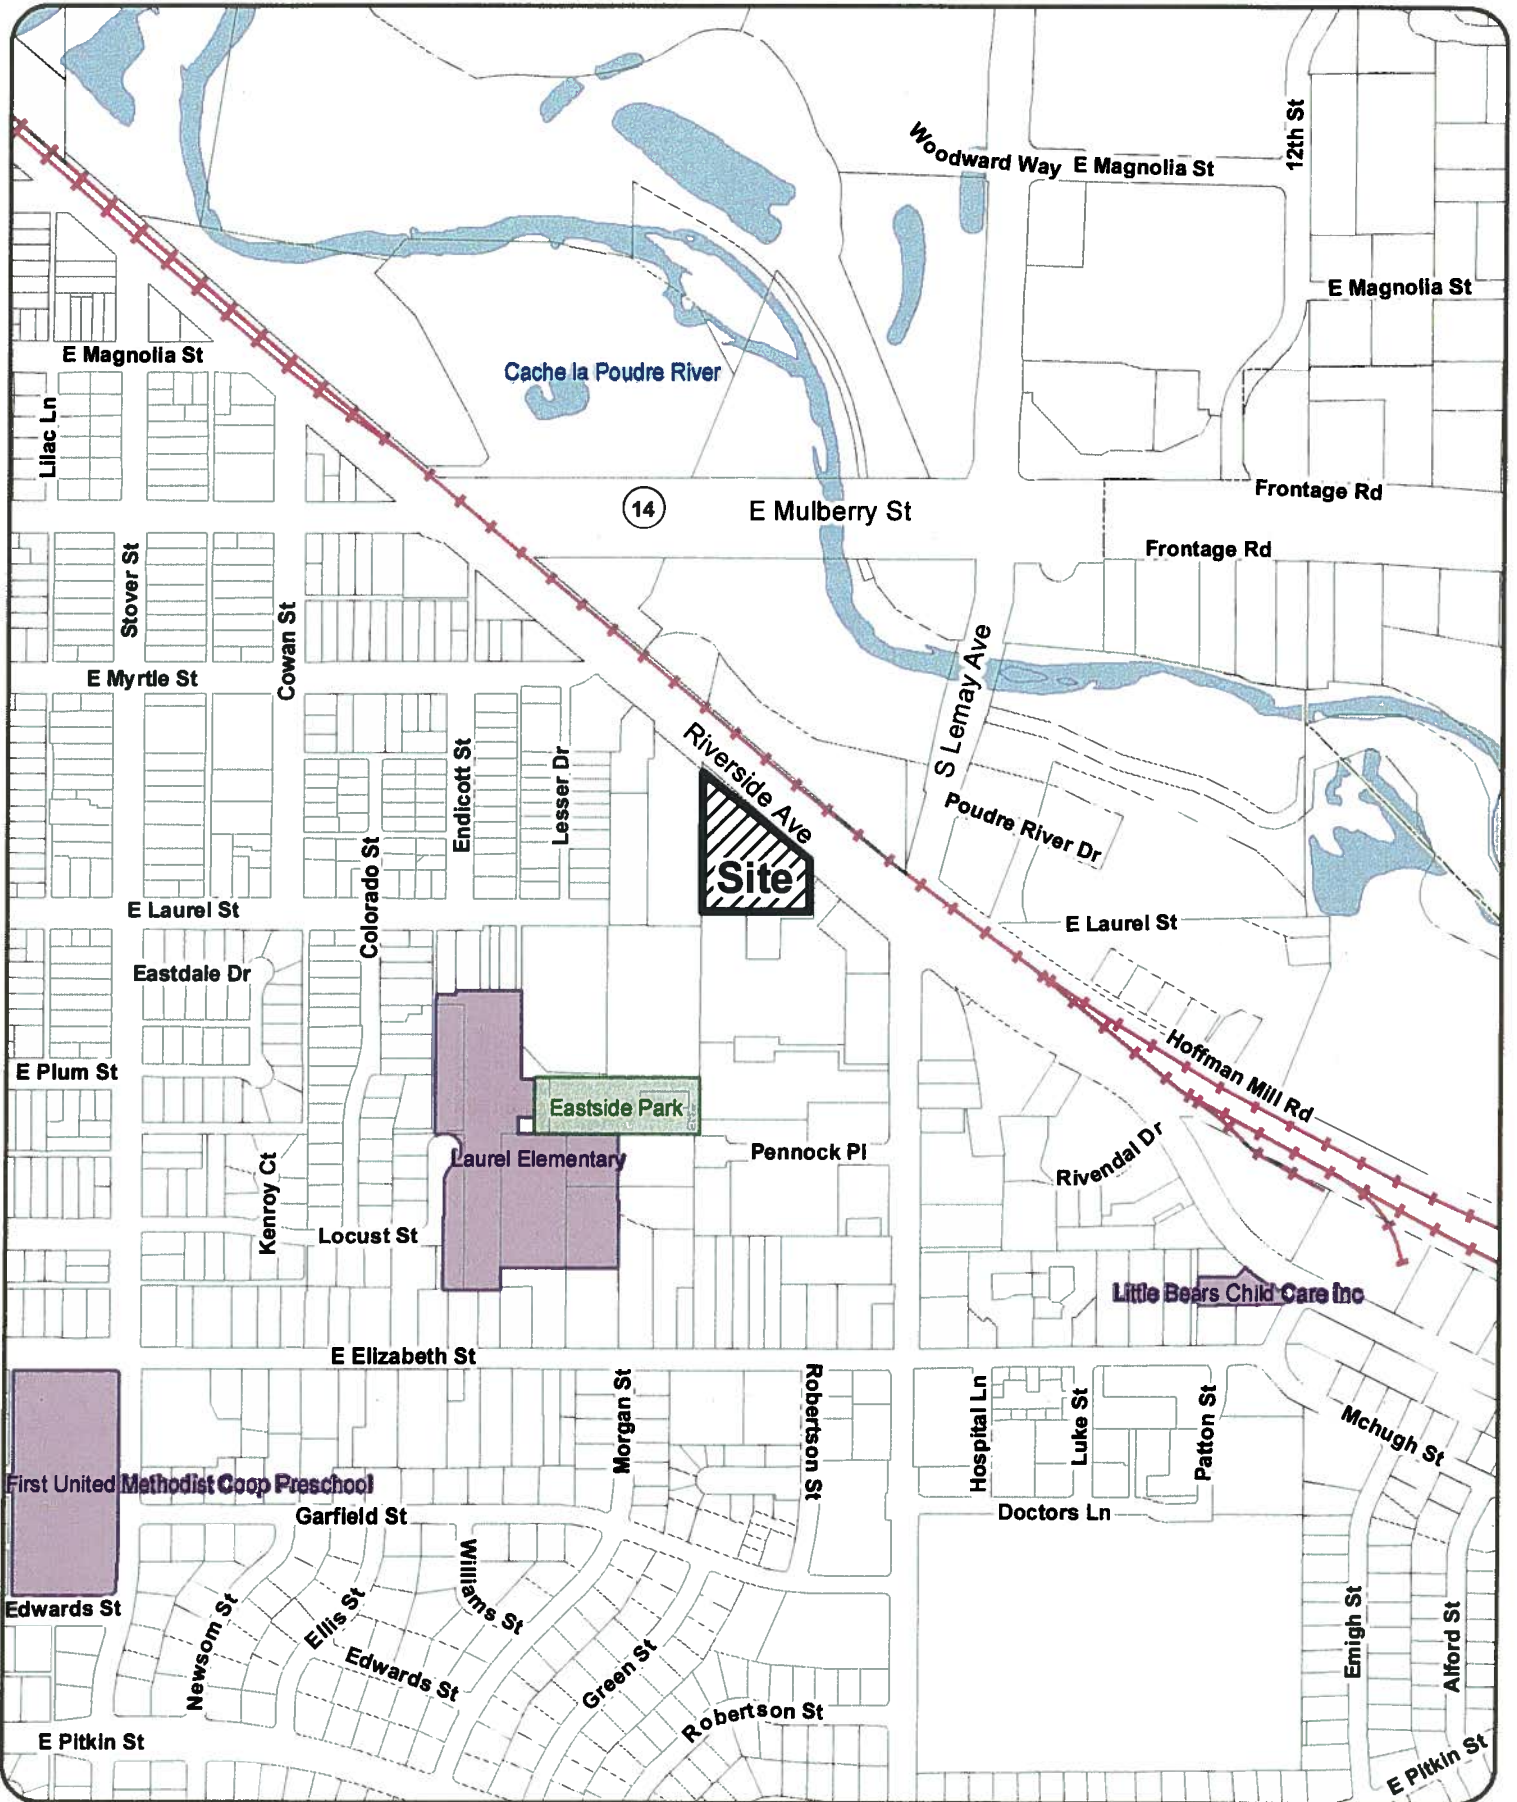 12th St
Woodward Way
E Magnolia St
E Magnolia St
E Magnolia St
Cache la Poudre River
Lilac Ln
14
E Mulberry St
Frontage Rd
Frontage Rd
Stover St
Cowan St
E Myrtle St
S Lemay Ave
Riverside Ave
Endicott St
Lesser Dr
Poudre River Dr
Colorado St
Site
E Laurel St
E Laurel St
Eastdale Dr
E Plum St
Hoffman Mill Rd
Eastside Park
Laurel Elementary
Pennock Pl
Rivendal Dr
Kenroy Ct
Locust St
Little Bears Child Care Inc
E Elizabeth St
Morgan St
Robertson St
Hospital Ln
Luke St
Patton St
Mchugh St
First United Methodist Coop Preschool
Garfield St
Doctors Ln
Williams St
Edwards St
Newsom St
Ellis St
Edwards St
Green St
Emigh St
Alford St
Robertson St
E Pitkin St
E Pitkin St